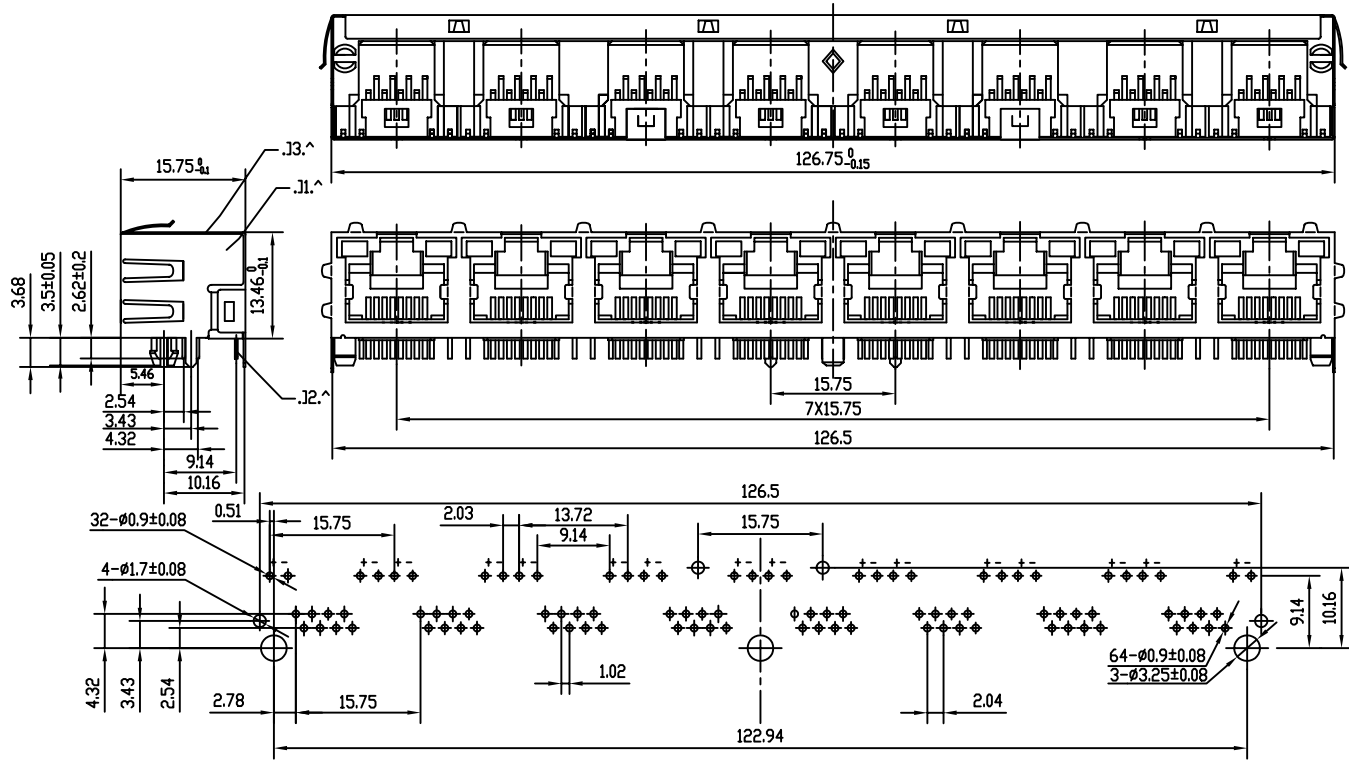 126.75 0 -0.15
15.75 0 -0.1
.J3.^
.J1.^
3.68
3.5±0.05
2.62±0.2
13.46 0 -0.1
5.46
.J2.^
2.54
3.43
4.32
9.14
10.16
15.75
7X15.75
126.5
126.5
0.51
32-ø0.9±0.08
15.75
2.03
13.72
9.14
15.75
+- +- +- +- +- +- +- +- +- +- +- +- +- +- +- +-
4-ø1.7±0.08
9.14
10.16
4.32
3.43
2.54
64-ø0.9±0.08
3-ø3.25±0.08
1.02
2.78
15.75
2.04
122.94